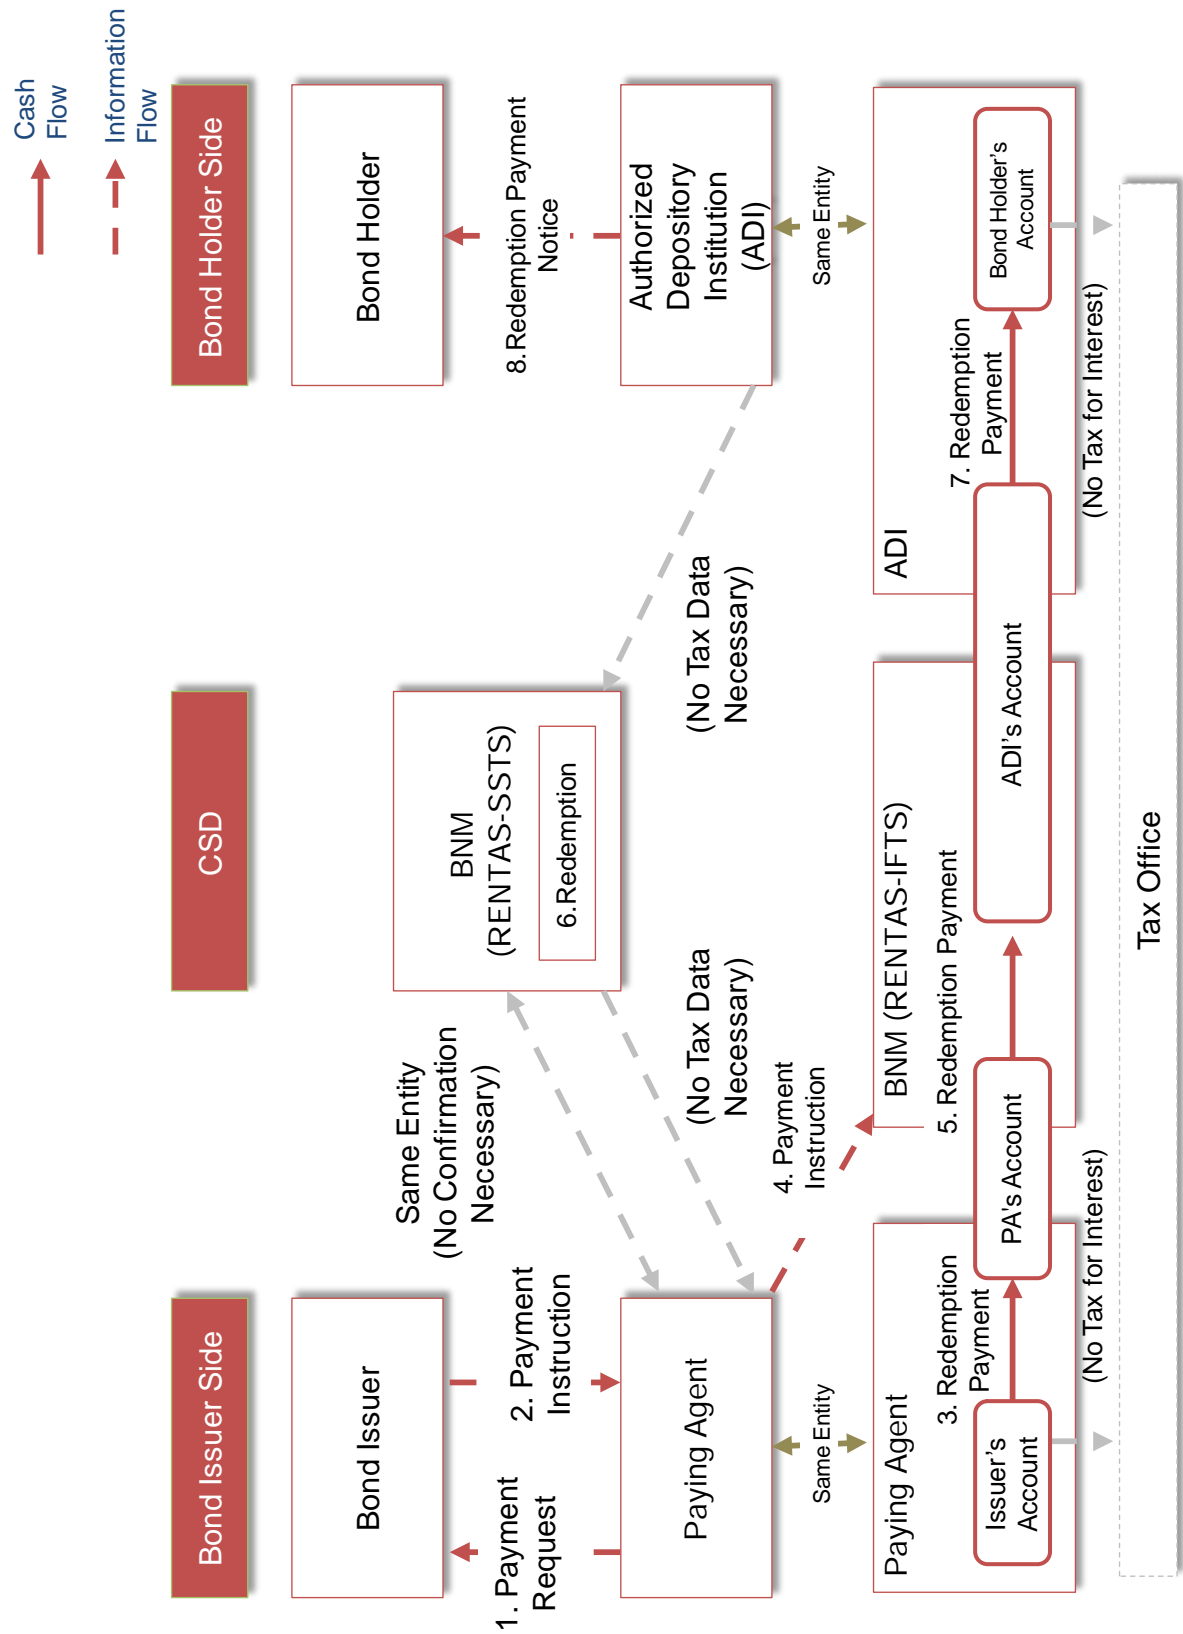 Cash
Flow
Information
Flow
Bond Issuer Side
CSD
Bond Holder Side
Bond Issuer
Bond Holder
1. Payment
Request
2. Payment
Instruction
Same Entity
(No Confirmation
Necessary)
BNM
(RENTAS-SSTS)
6.Redemption
8.Redemption Payment
Notice
Paying Agent
(No Tax Data
Necessary)
(No Tax Data
Necessary)
Authorized
Depository
Institution
(ADI)
Same Entity
4. Payment
Instruction
Same Entity
Paying Agent
3. Redemption
Payment
Issuer's
Account
PA's Account
BNM (RENTAS-IFTS)
5. Redemption Payment
ADI's Account
ADI
7. Redemption
Payment
Bond Holder's
Account
(No Tax for Interest)
(No Tax for Interest)
Tax Office